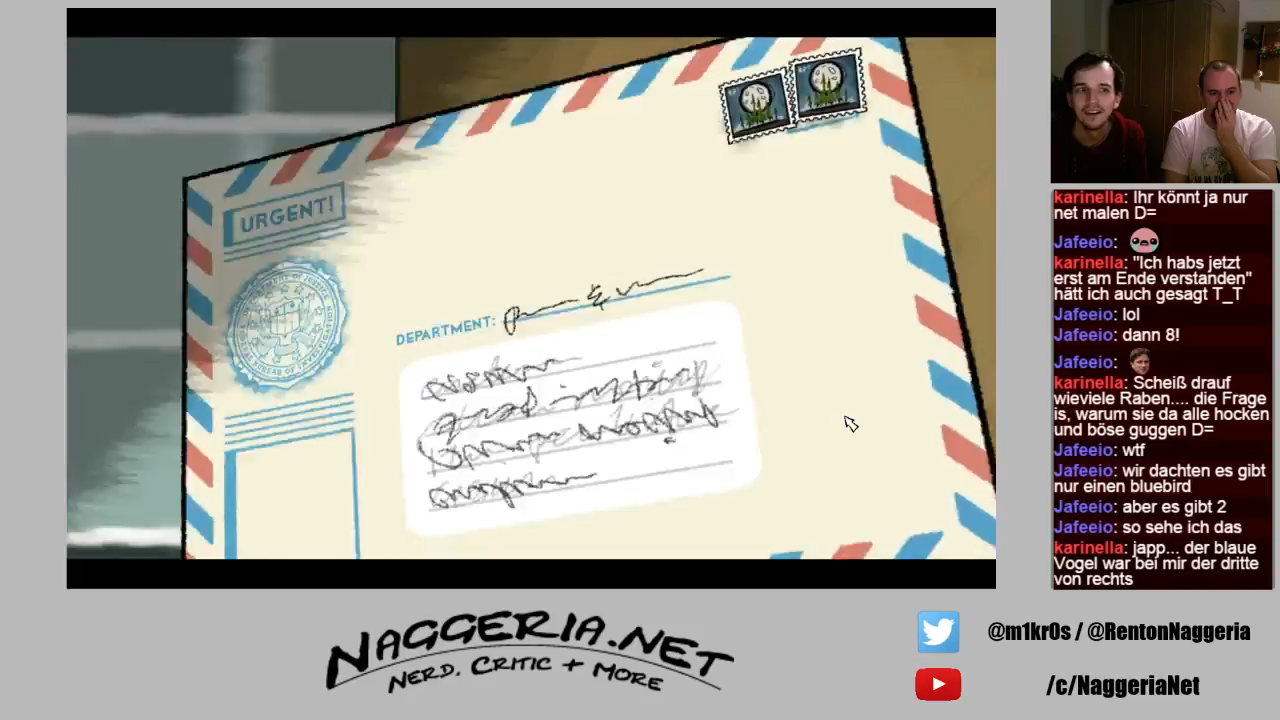 URGENT!
DEPARTMENT:
karinella: Ihr könnt ja nur
net malen D=
Jafeeio:
karinella: "Ich habs jetzt
erst am Ende verstanden"
hätt ich auch gesagt T_T
Jafeeio: lol
Jafeeio: dann 8!
Jafeeio:
karinella: Scheiß drauf
wieviele Raben.... die Frage
is, warum sie da alle hocken
und böse guggen D=
Jafeeio: wtf
Jafeeio: wir dachten es gibt
nur einen bluebird
Jafeeio: aber es gibt 2
Jafeeio: so sehe ich das
karinella: japp... der blaue
Vogel war bei mir der dritte
von rechts
NAGGERIA.NET
NERD, CRITIC + MORE
@m1kr0s / @RentonNaggeria
/c/NaggeriaNet